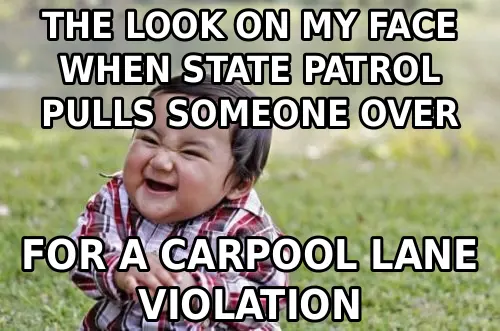 THE LOOK ON MY FACE
WHEN STATE PATROL
PULLS SOMEONE OVER
FOR A CARPOOL LANE
VIOLATION